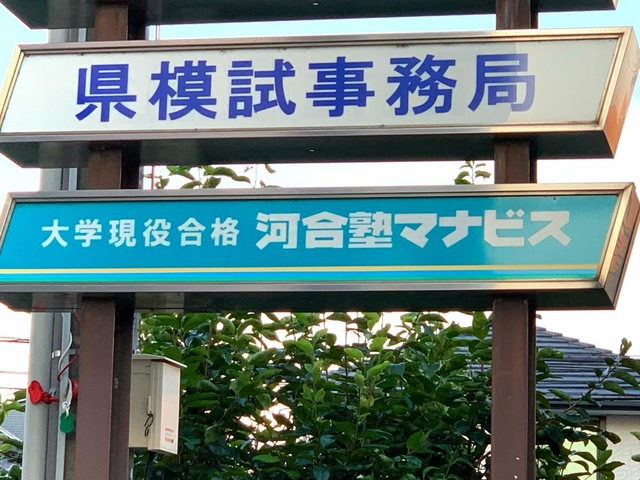 県模試事務局
大学現役合格 河合塾マナビス